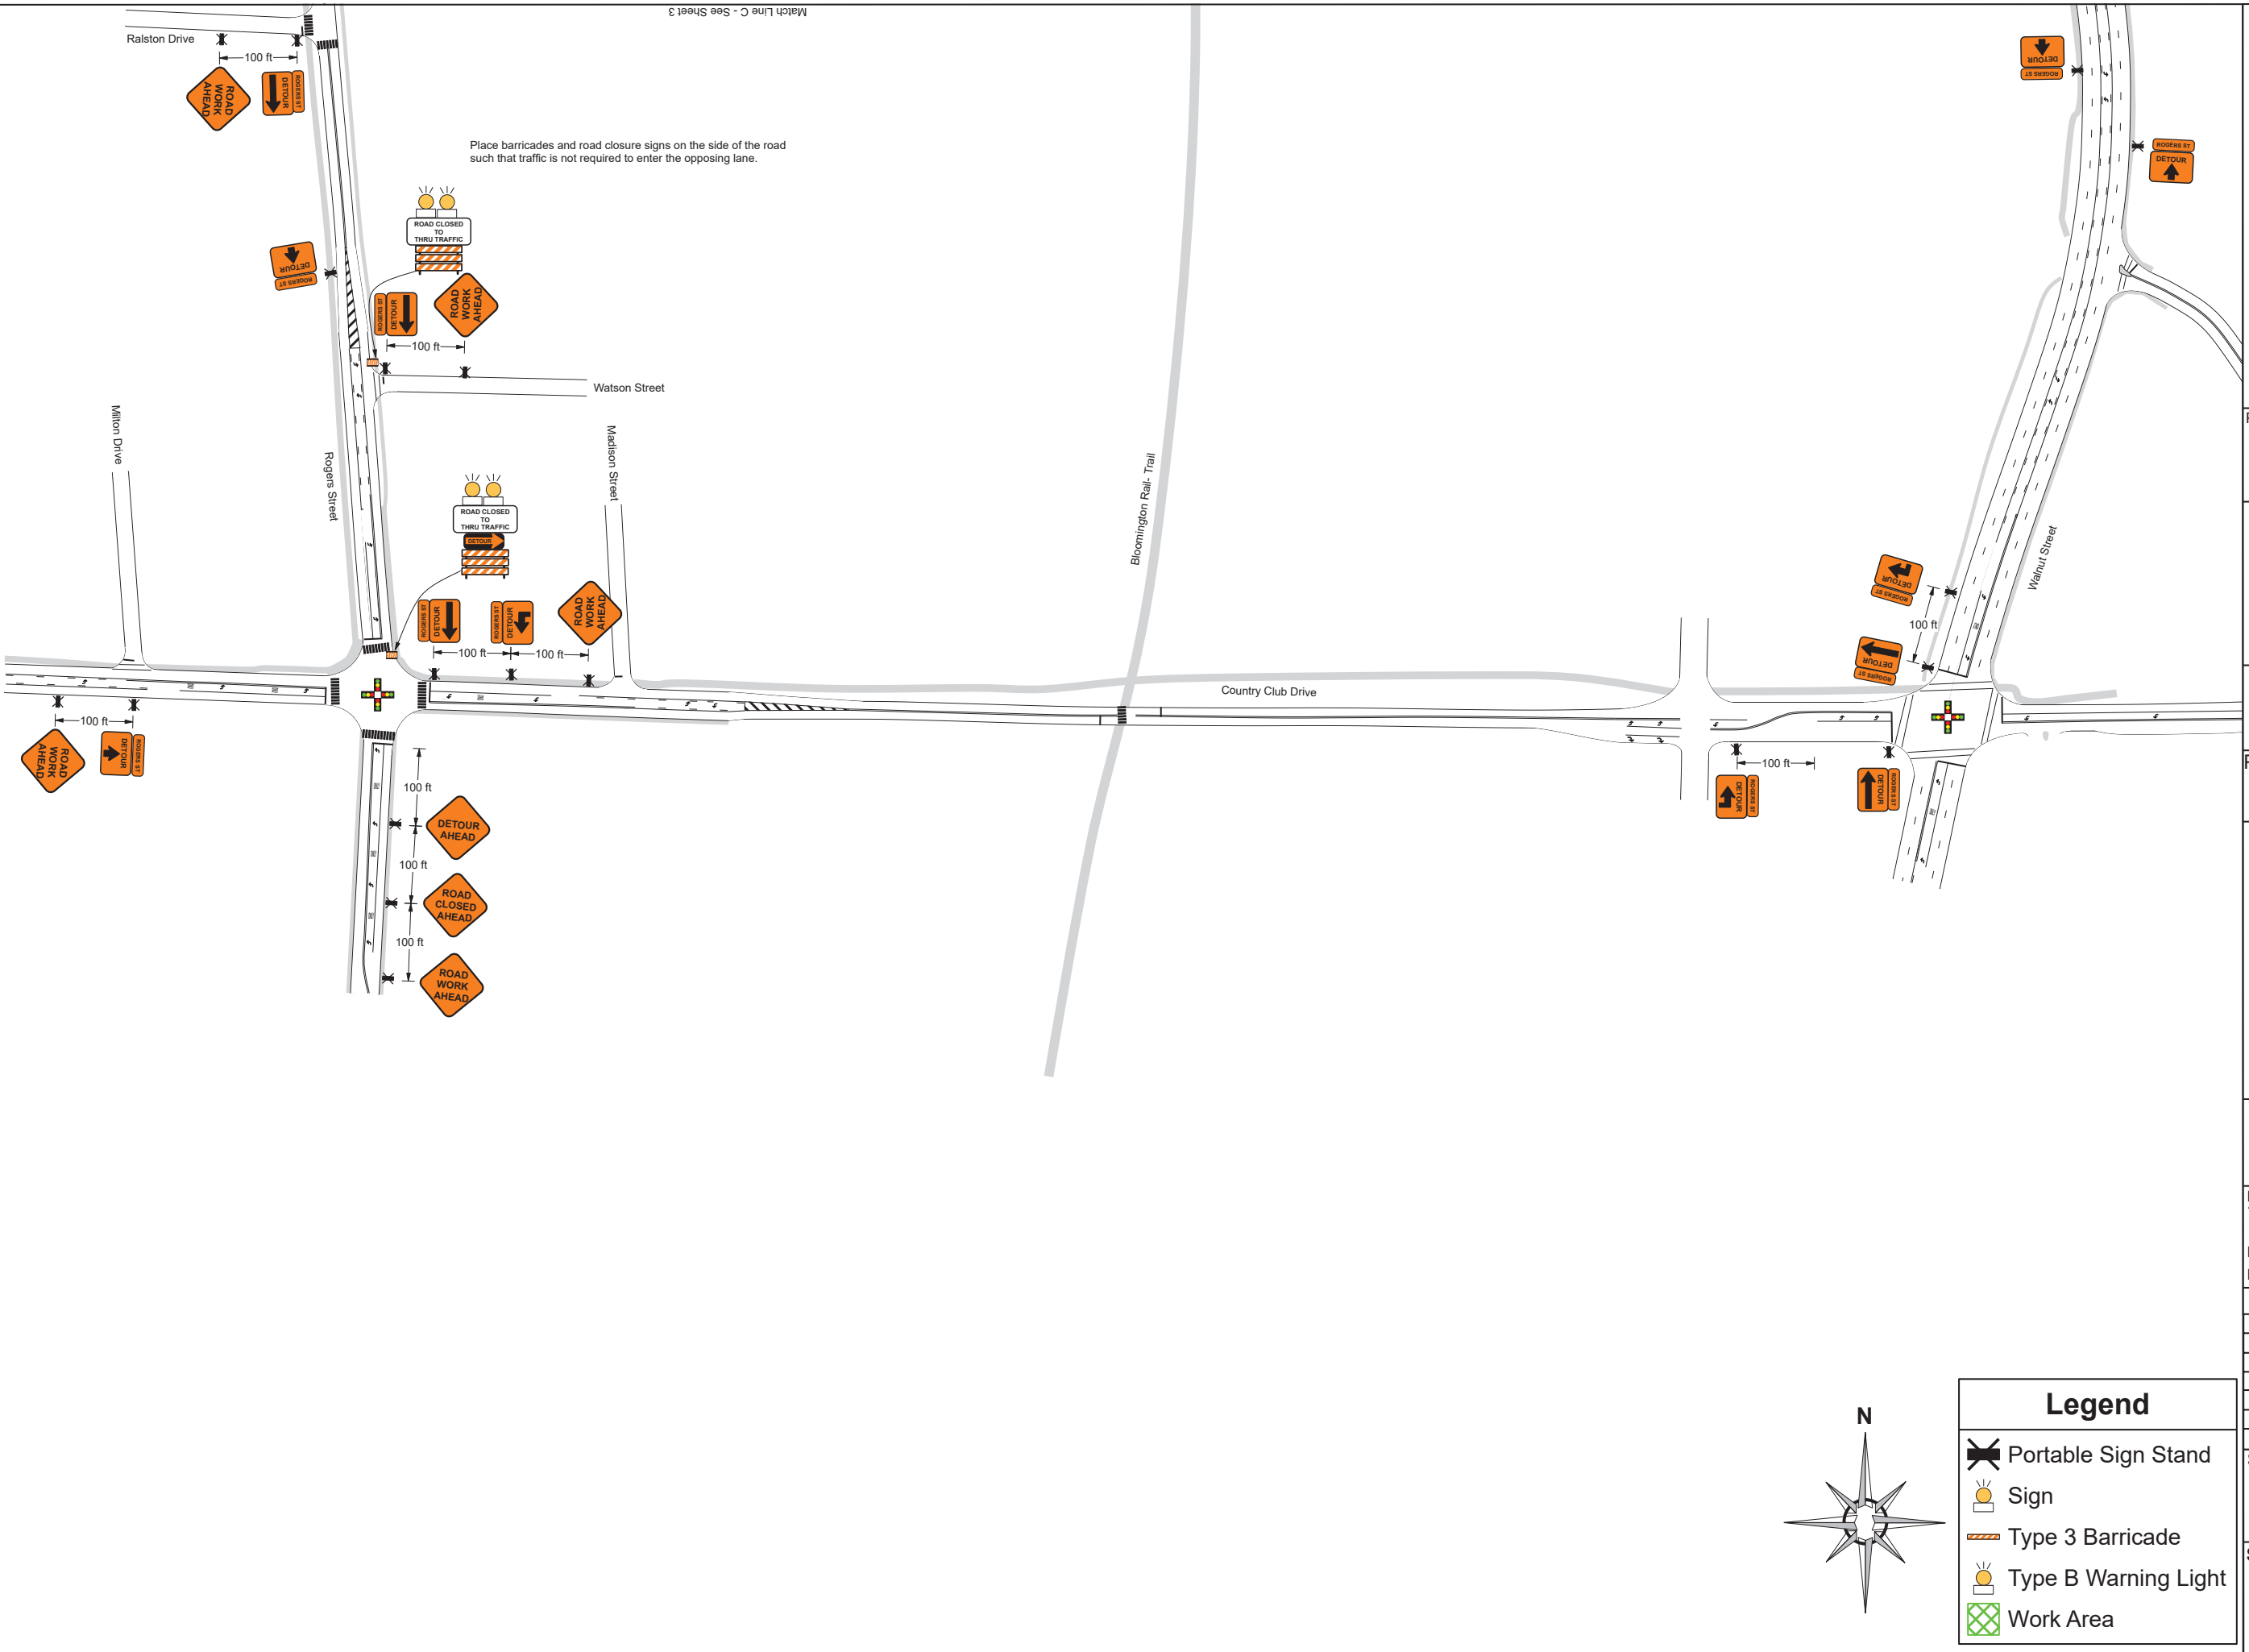 Match Line C - See Sheet 3
Ralston Drive
100 ft
ROAD
WORK
AHEAD
DETOUR
ROGERS ST
Place barricades and road closure signs on the side of the road
such that traffic is not required to enter the opposing lane.
DETOUR
ROGERS ST
ROGERS ST
DETOUR
ROAD CLOSED
TO
THRU TRAFFIC
DETOUR
ROGERS ST
ROGERS ST
DETOUR
ROAD
WORK
AHEAD
100 ft
Watson Street
Milton Drive
Rogers Street
Madison Street
Bloomington Rail- Trail
Walnut Street
ROAD CLOSED
TO
THRU TRAFFIC
DETOUR
ROGERS ST
DETOUR
ROGERS ST
DETOUR
ROAD
WORK
AHEAD
100 ft
100 ft
DETOUR
ROGERS ST
100 ft
DETOUR
ROGERS ST
Country Club Drive
100 ft
ROAD
WORK
AHEAD
DETOUR
ROGERS ST
100 ft
DETOUR
AHEAD
100 ft
ROAD
CLOSED
AHEAD
100 ft
ROAD
WORK
AHEAD
100 ft
DETOUR
ROGERS ST
DETOUR
ROGERS ST
N
Legend
Portable Sign Stand
Sign
Type 3 Barricade
Type B Warning Light
Work Area